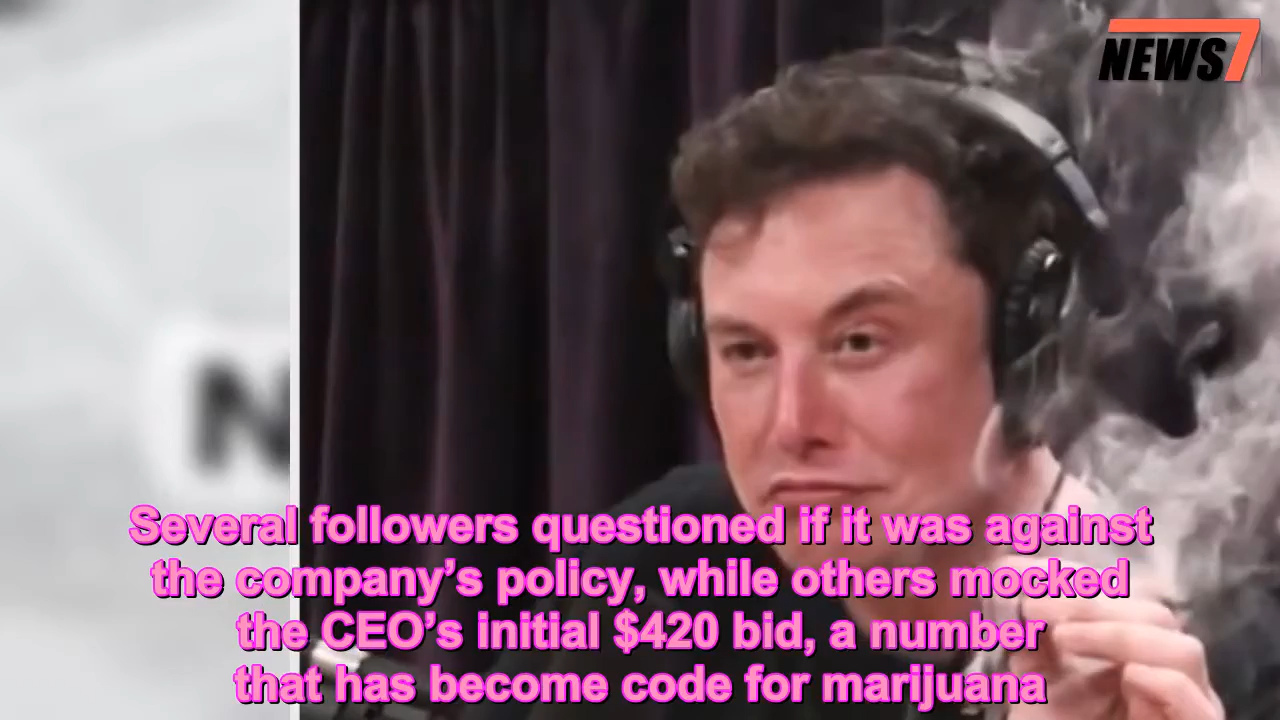 NEWS7
N
Several followers questioned if it was against
the company's policy, while others mocked
the CEO's initial $420 bid, a number
that has become code for marijuana